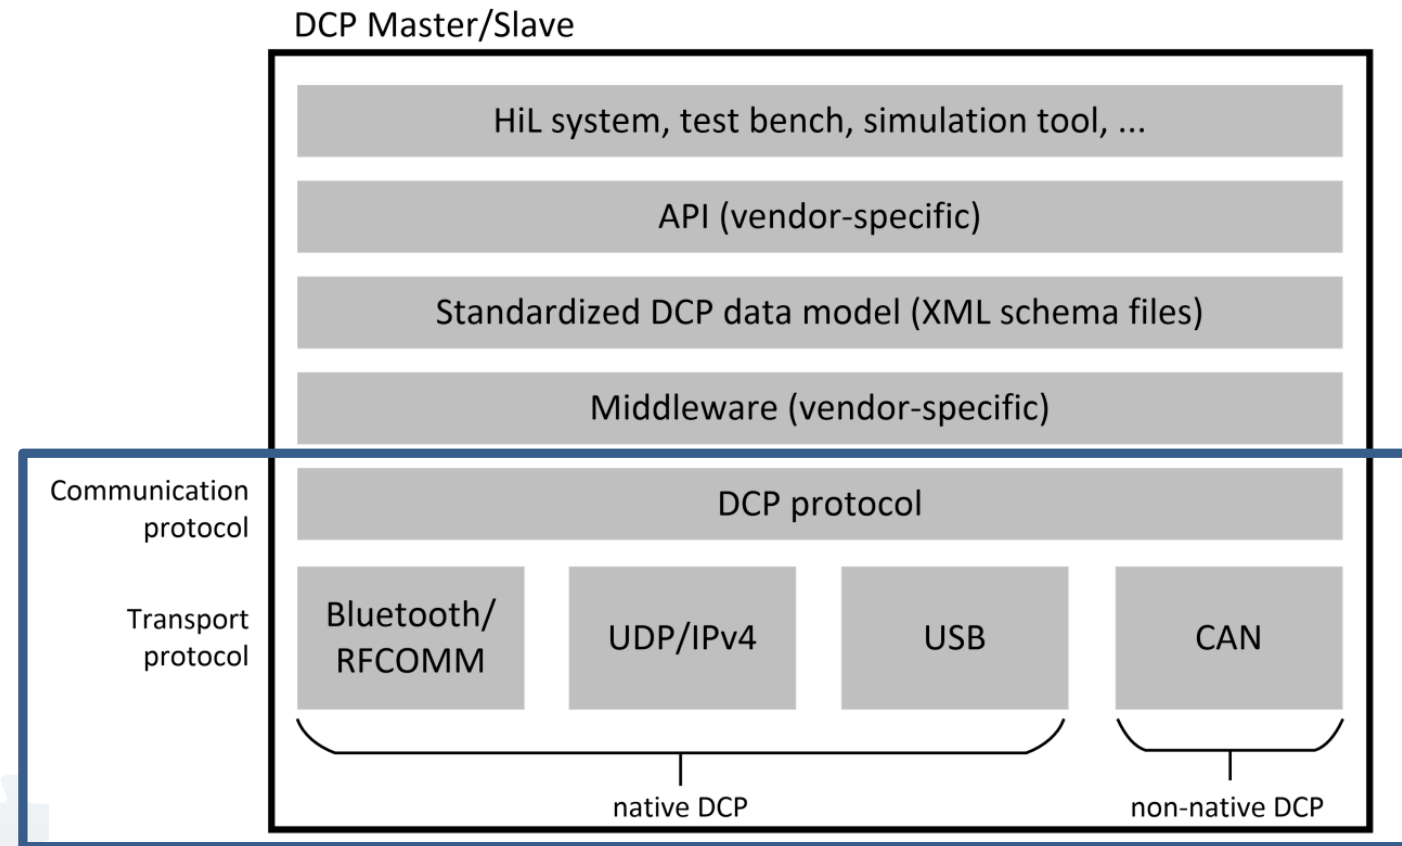 DCP Master/Slave
HiL system, test bench, simulation tool, ...
API (vendor-specific)
Standardized DCP data model (XML schema files)
Middleware (vendor-specific)
Communication
protocol
DCP protocol
Transport
protocol
Bluetooth/
RFCOMM
UDP/IPv4
USB
CAN
native DCP
non-native DCP